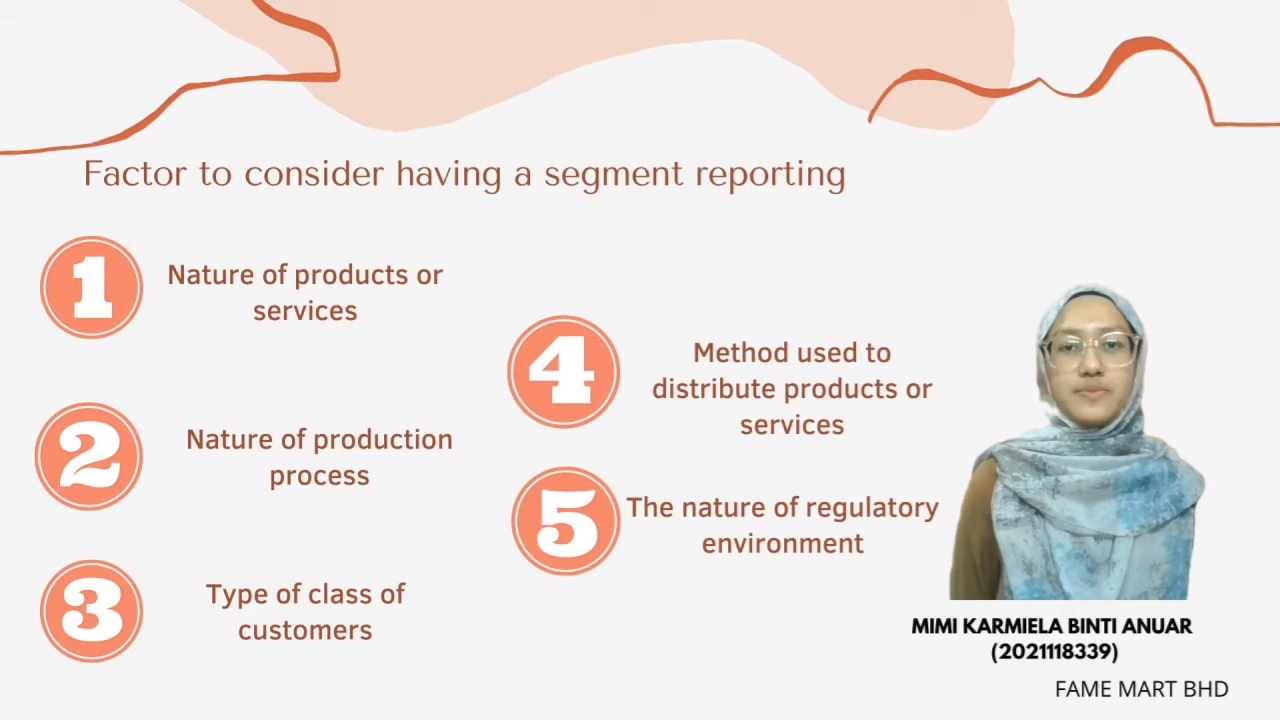 Factor to consider having a segment reporting
1
Nature of products or
services
2
Nature of production
process
3
Type of class of
customers
4
Method used to
distribute products or
services
5
The nature of regulatory
environment
MIMI KARMIELA BINTI ANUAR
(2021118339)
FAME MART BHD